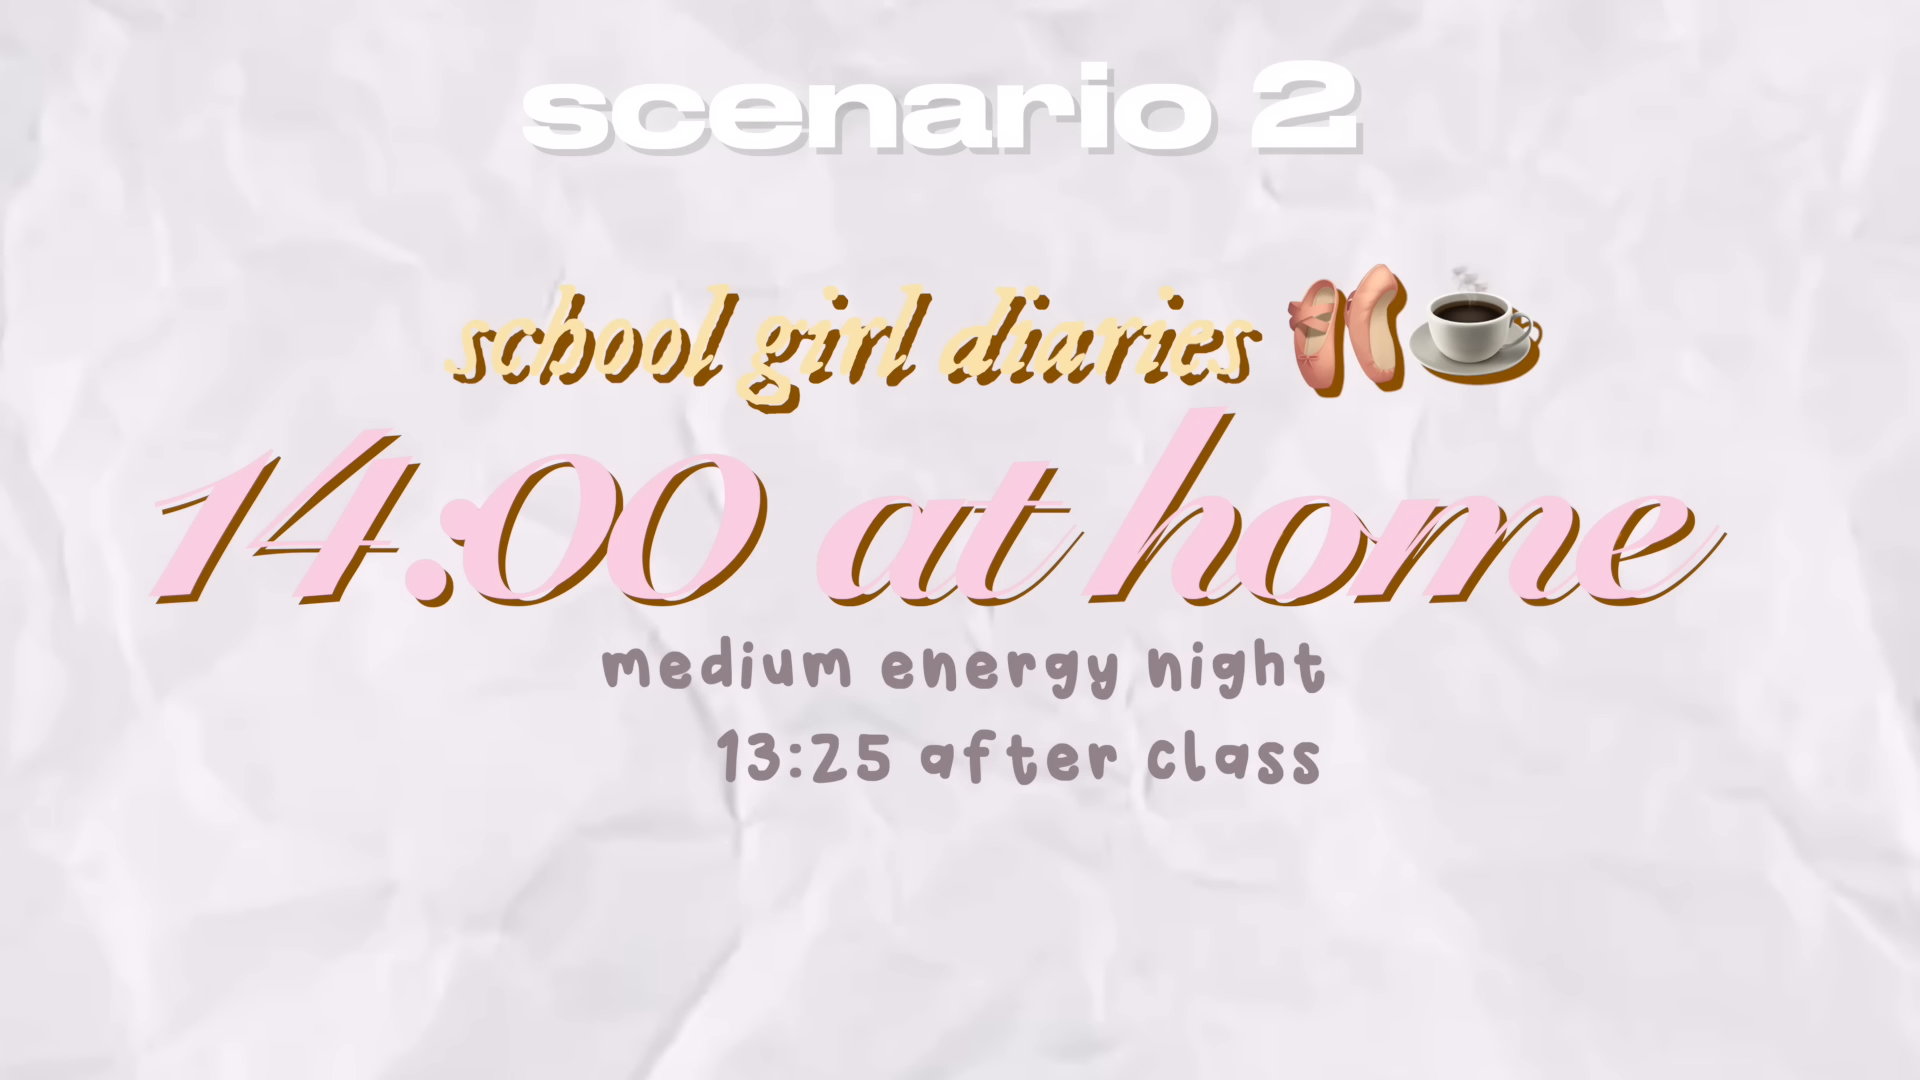 scenario 2
school girl diaries 🩰☕
14:00 at home
medium energy night
13:25 after class